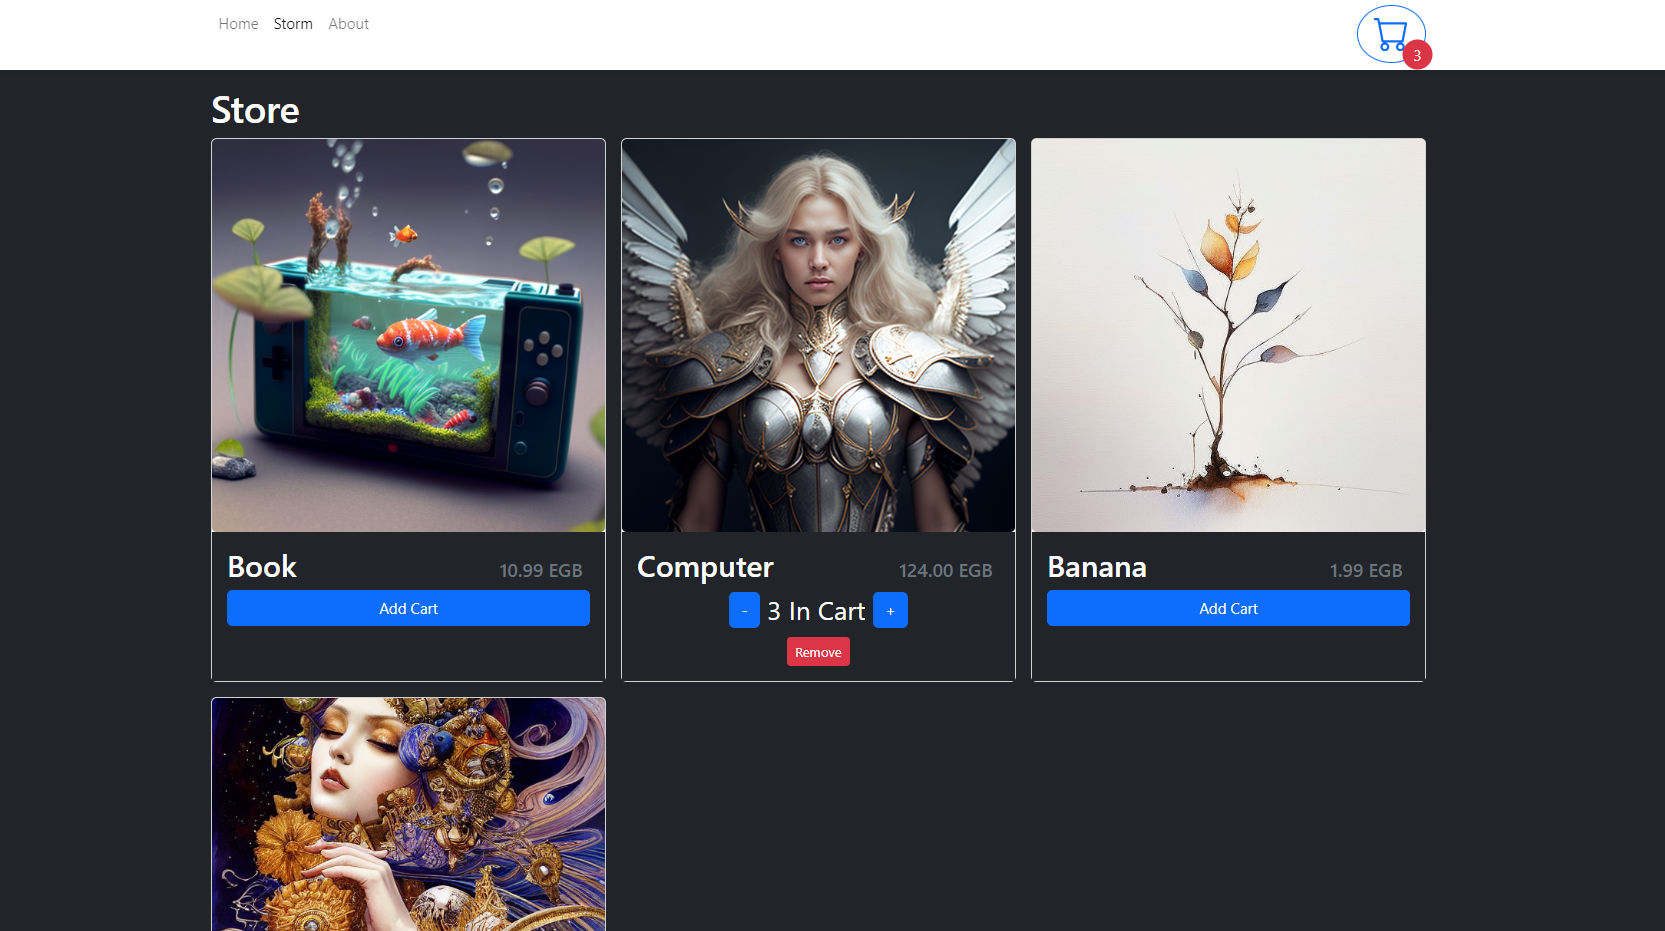 Home Storm About
3
Store
Book 10.99 EGB
Add Cart
Computer 124.00 EGB
- 3 In Cart +
Remove
Banana 1.99 EGB
Add Cart